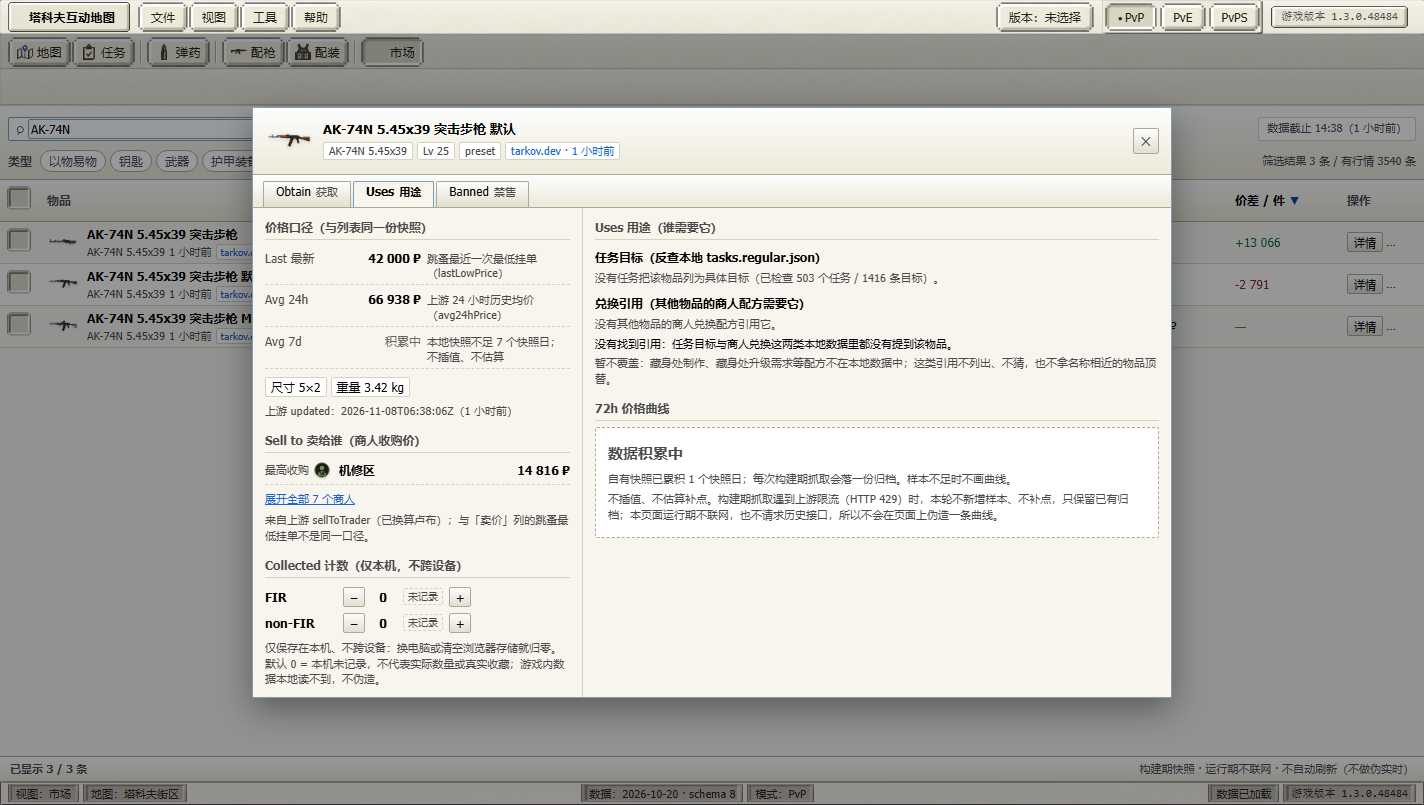 塔科夫互动地图 文件 视图 工具 帮助 版本：未选择 •PvP PvE PvPS 游戏版本 1.3.0.48484
地图 任务 弹药 配枪 配装 市场
AK-74N 数据截止 14:38（1 小时前）
类型 以物易物 钥匙 武器 护甲装备 筛选结果 3 条 / 有行情 3540 条
物品 价差 / 件 ▼ 操作
AK-74N 5.45x39 突击步枪 +13 066 详情 ...
AK-74N 5.45x39 1 小时前 tarkov.d
AK-74N 5.45x39 突击步枪 默 -2 791 详情 ...
AK-74N 5.45x39 1 小时前 tarkov.d
AK-74N 5.45x39 突击步枪 M ₽ — 详情 ...
AK-74N 5.45x39 1 小时前 tarkov.d
AK-74N 5.45x39 突击步枪 默认
AK-74N 5.45x39 Lv 25 preset tarkov.dev · 1 小时前
Obtain 获取 Uses 用途 Banned 禁售
价格口径（与列表同一份快照）
Last 最新 42 000 ₽ 跳蚤最近一次最低挂单
(lastLowPrice)
Avg 24h 66 938 ₽ 上游 24 小时历史均价
(avg24hPrice)
Avg 7d 积累中 本地快照不足 7 个快照日；
不插值、不估算
尺寸 5×2 重量 3.42 kg
上游 updated：2026-11-08T06:38:06Z（1 小时前）
Sell to 卖给谁（商人收购价）
最高收购 机修区 14 816 ₽
展开全部 7 个商人
来自上游 sellToTrader（已换算卢布）；与「卖价」列的跳蚤最
低挂单不是同一口径。
Collected 计数（仅本机，不跨设备）
FIR − 0 未记录 +
non-FIR − 0 未记录 +
仅保存在本机、不跨设备：换电脑或清空浏览器存储就归零。
默认 0 = 本机未记录，不代表实际数量或真实收藏；游戏内数
据本地读不到，不伪造。
Uses 用途（谁需要它）
任务目标（反查本地 tasks.regular.json）
没有任务把该物品列为具体目标（已检查 503 个任务 / 1416 条目标）。
兑换引用（其他物品的商人配方需要它）
没有其他物品的商人兑换配方引用它。
没有找到引用：任务目标与商人兑换这两类本地数据里都没有提到该物品。
暂不覆盖：藏身处制作、藏身处升级需求等配方不在本地数据中；这类引用不列出、不猜，也不拿名称相近的物品顶
替。
72h 价格曲线
数据积累中
自有快照已累积 1 个快照日；每次构建期抓取会落一份归档。样本不足时不画曲线。
不插值、不估算补点。构建期抓取遇到上游限流（HTTP 429）时，本轮不新增样本、不补点，只保留已有归
档；本页面运行期不联网，也不请求历史接口，所以不会在页面上伪造一条曲线。
已显示 3 / 3 条 构建期快照 · 运行期不联网 · 不自动刷新（不做伪实时）
视图：市场 地图：塔科夫街区 数据：2026-10-20 · schema 8 模式：PvP 数据已加载 游戏版本 1.3.0.48484